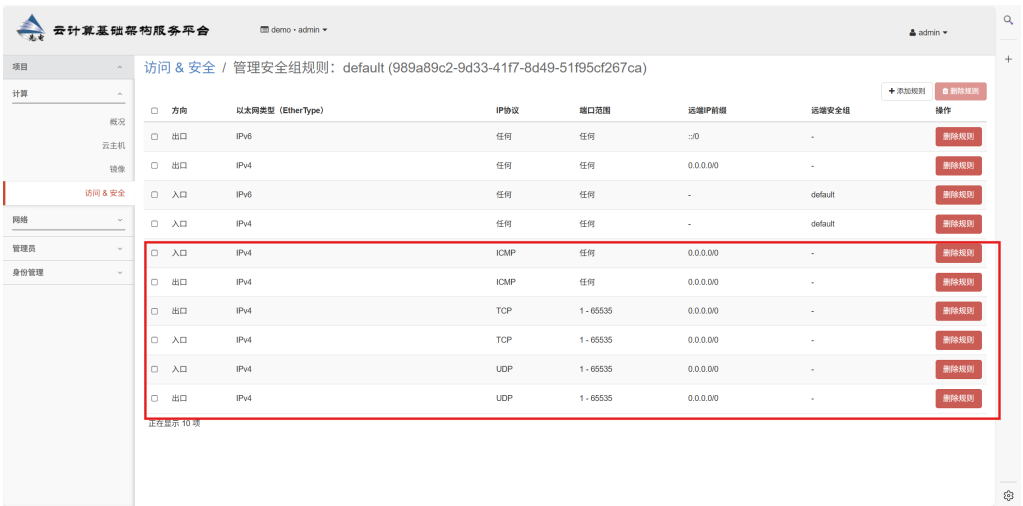 先电 云计算基础架构服务平台 demo • admin admin
项目
计算
概况
云主机
镜像
访问 & 安全
网络
管理员
身份管理
访问 & 安全 / 管理安全组规则：default (989a89c2-9d33-41f7-8d49-51f95cf267ca)
添加规则 删除规则
方向 以太网类型（EtherType） IP协议 端口范围 远端IP前缀 远端安全组 操作
出口 IPv6 任何 任何 ::/0 - 删除规则
出口 IPv4 任何 任何 0.0.0.0/0 - 删除规则
入口 IPv6 任何 任何 - default 删除规则
入口 IPv4 任何 任何 - default 删除规则
入口 IPv4 ICMP 任何 0.0.0.0/0 - 删除规则
出口 IPv4 ICMP 任何 0.0.0.0/0 - 删除规则
出口 IPv4 TCP 1 - 65535 0.0.0.0/0 - 删除规则
入口 IPv4 TCP 1 - 65535 0.0.0.0/0 - 删除规则
入口 IPv4 UDP 1 - 65535 0.0.0.0/0 - 删除规则
出口 IPv4 UDP 1 - 65535 0.0.0.0/0 - 删除规则
正在显示 10 项